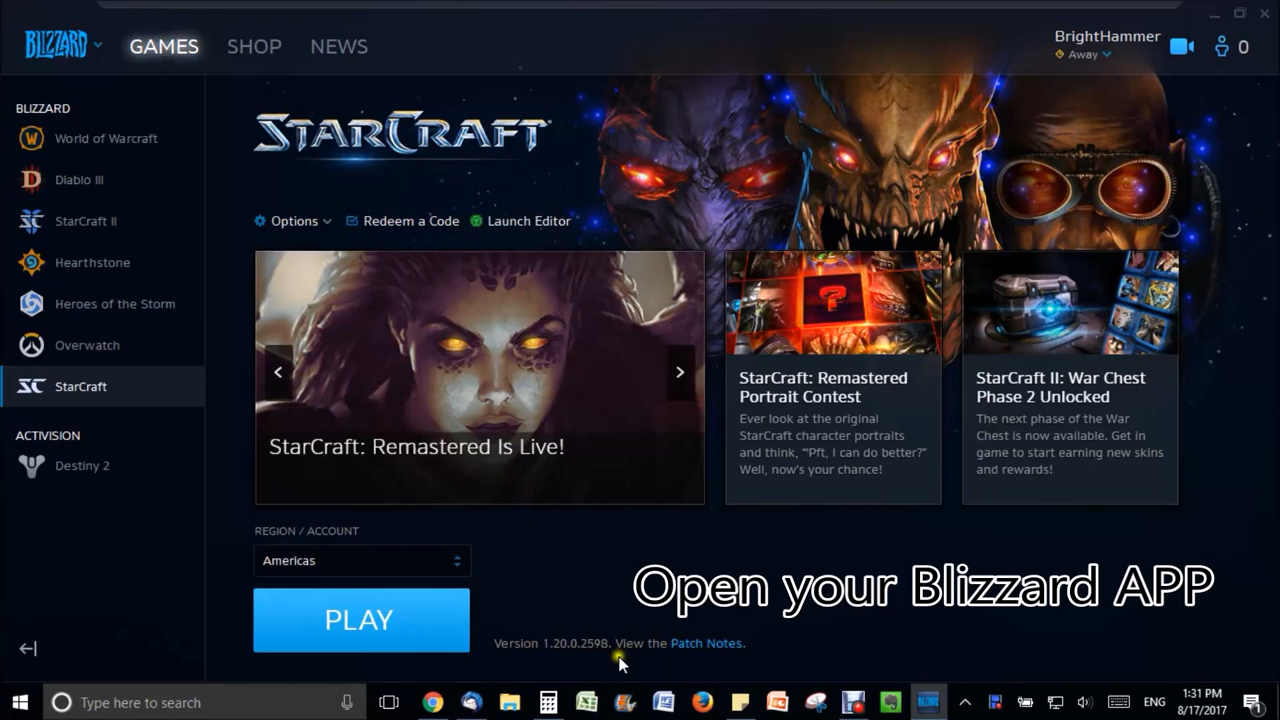 BLIZZARD
GAMES
SHOP
NEWS
BrightHammer
Away
0
BLIZZARD
World of Warcraft
Diablo III
StarCraft II
Hearthstone
Heroes of the Storm
Overwatch
StarCraft
ACTIVISION
Destiny 2
STARCRAFT
Options
Redeem a Code
Launch Editor
StarCraft: Remastered Is Live!
StarCraft: Remastered
Portrait Contest
Ever look at the original
StarCraft character portraits
and think, "Pft, I can do better?"
Well, now's your chance!
StarCraft II: War Chest
Phase 2 Unlocked
The next phase of the War
Chest is now available. Get in
game to start earning new skins
and rewards!
REGION / ACCOUNT
Americas
PLAY
Version 1.20.0.2598. View the Patch Notes.
Open your Blizzard APP
Type here to search
ENG
1:31 PM
8/17/2017
1